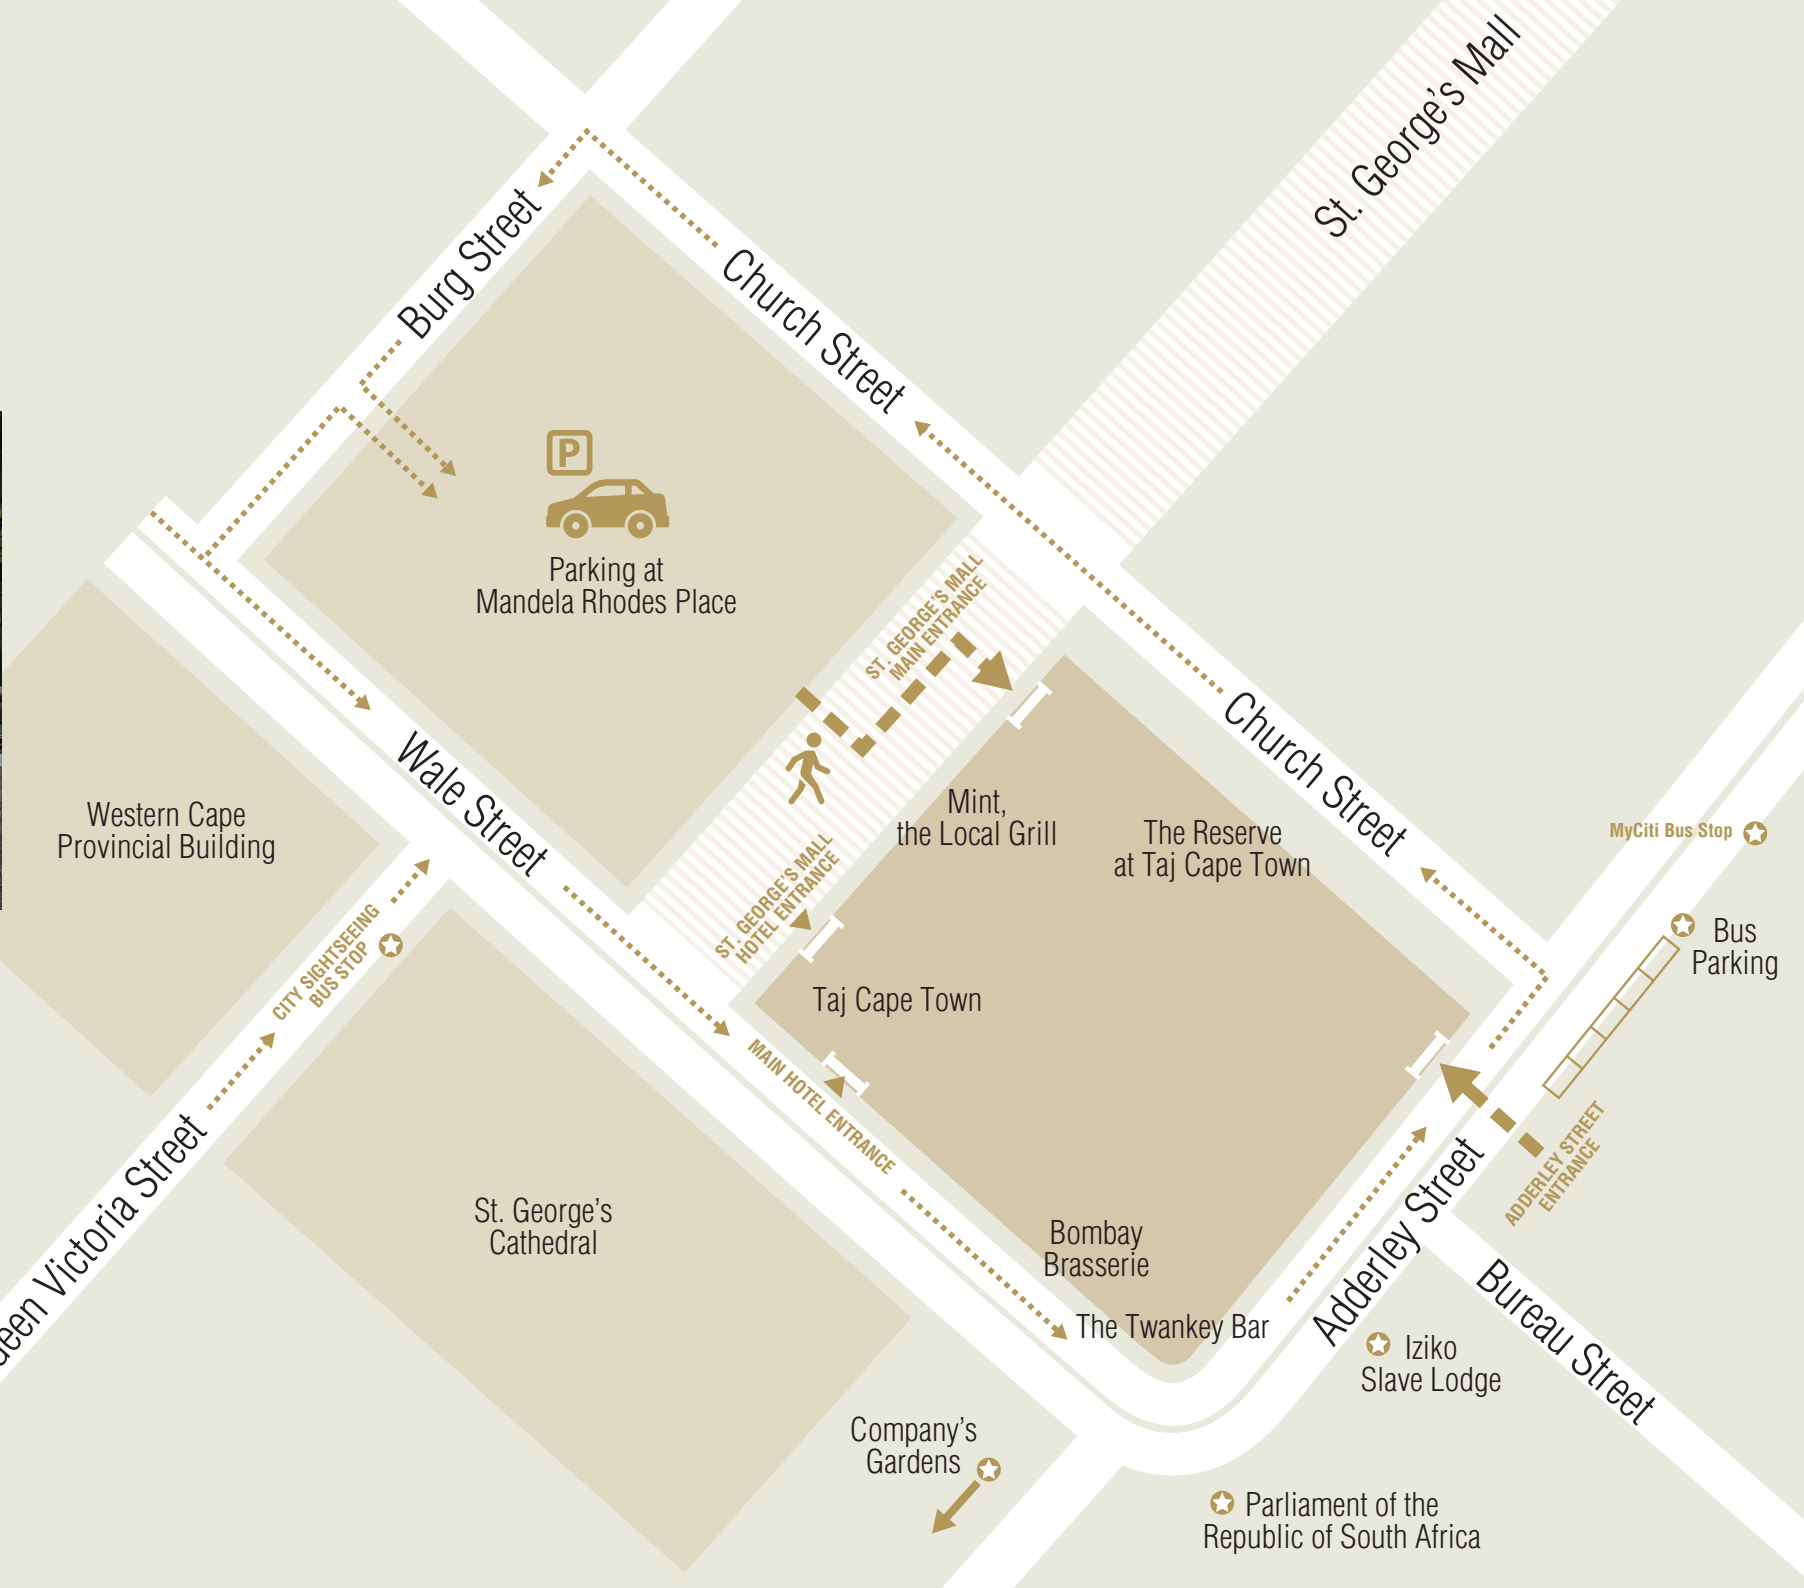 St. George's Mall
Burg Street
Church Street
P
Parking at
Mandela Rhodes Place
ST. GEORGE'S MALL
MAIN ENTRANCE
Church Street
Wale Street
Western Cape
Provincial Building
Mint,
the Local Grill
The Reserve
at Taj Cape Town
MyCiti Bus Stop
Bus
Parking
ST. GEORGE'S MALL
HOTEL ENTRANCE
CITY SIGHTSEEING
BUS STOP
Taj Cape Town
MAIN HOTEL ENTRANCE
ADDERLEY STREET
ENTRANCE
Victoria Street
St. George's
Cathedral
Bombay
Brasserie
The Twankey Bar
Adderley Street
Bureau Street
Iziko
Slave Lodge
Company's
Gardens
Parliament of the
Republic of South Africa